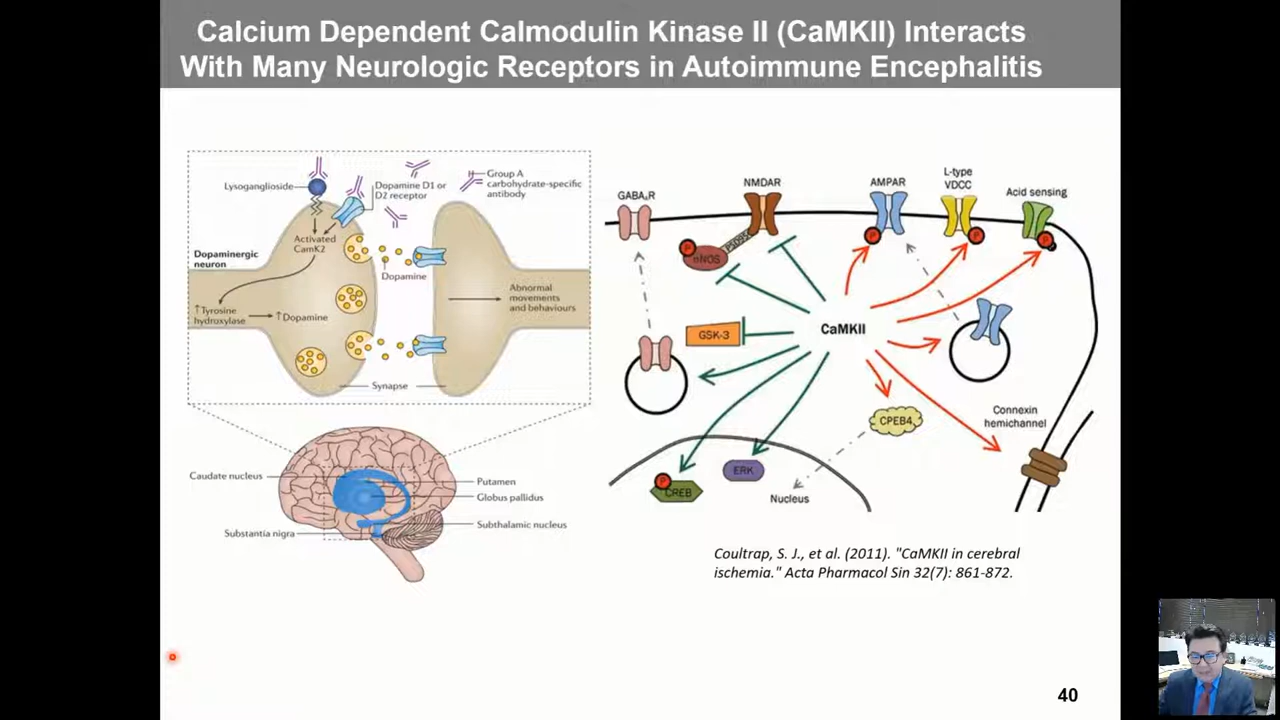 Calcium Dependent Calmodulin Kinase II (CaMKII) Interacts
With Many Neurologic Receptors in Autoimmune Encephalitis
Lysoganglioside
Dopamine D1 or
D2 receptor
Group A
carbohydrate-specific
antibody
Activated
CamK2
Dopaminergic
neuron
Dopamine
↑Tyrosine
hydroxylase
↑Dopamine
Abnormal
movements
and behaviours
Synapse
Caudate nucleus
Putamen
Globus pallidus
Substantia nigra
Subthalamic nucleus
GABAAR
NMDAR
AMPAR
L-type
VDCC
Acid sensing
P
nNOS
PSD95
P
P
P
CaMKII
GSK-3
CPEB4
Connexin
hemichannel
ERK
P
CREB
Nucleus
Coultrap, S. J., et al. (2011). "CaMKII in cerebral
ischemia." Acta Pharmacol Sin 32(7): 861-872.
40